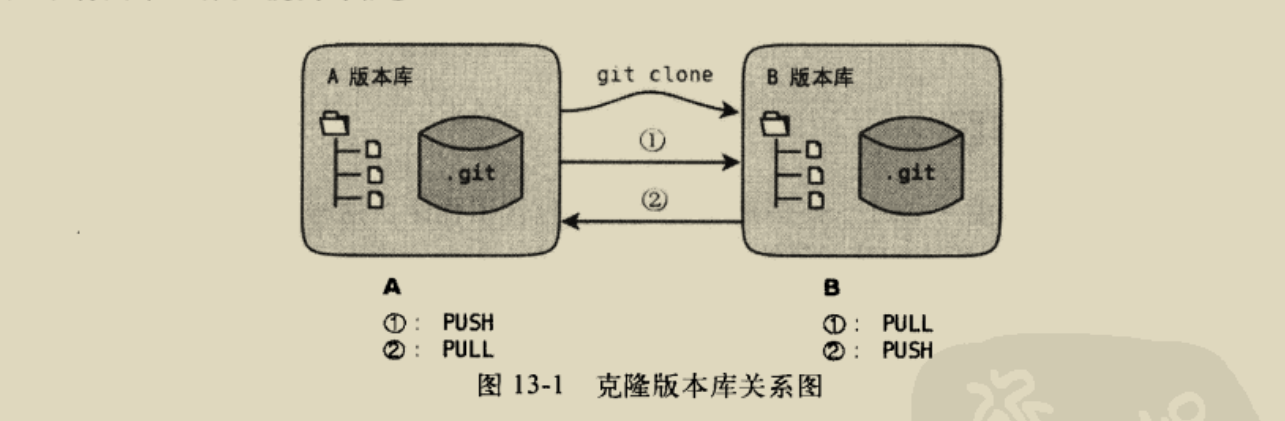 A 版本库
git clone
B 版本库
①
.git
.git
②
A
B
①: PUSH
①: PULL
②: PULL
②: PUSH
图 13-1 克隆版本库关系图